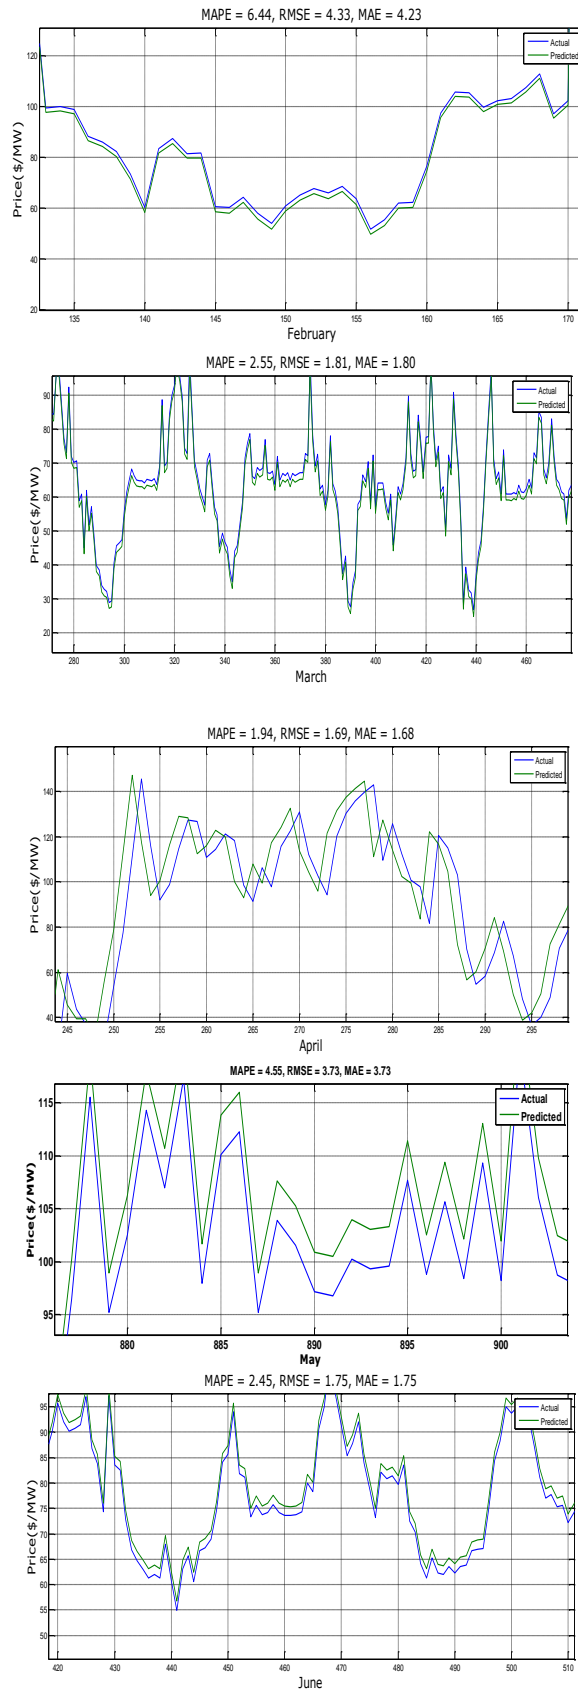 MAPE = 6.44, RMSE = 4.33, MAE = 4.23
Actual
Predicted
Price($/MW)
120
100
80
60
40
20
135 140 145 150 155 160 165 170
February
MAPE = 2.55, RMSE = 1.81, MAE = 1.80
Actual
Predicted
Price($/MW)
90
80
70
60
50
40
30
20
280 300 320 340 360 380 400 420 440 460
March
MAPE = 1.94, RMSE = 1.69, MAE = 1.68
Actual
Predicted
Price($/MW)
140
120
100
80
60
40
245 250 255 260 265 270 275 280 285 290 295
April
MAPE = 4.55, RMSE = 3.73, MAE = 3.73
Actual
Predicted
Price($/MW)
115
110
105
100
95
880 885 890 895 900
May
MAPE = 2.45, RMSE = 1.75, MAE = 1.75
Actual
Predicted
Price($/MW)
95
90
85
80
75
70
65
60
55
50
420 430 440 450 460 470 480 490 500 510
June